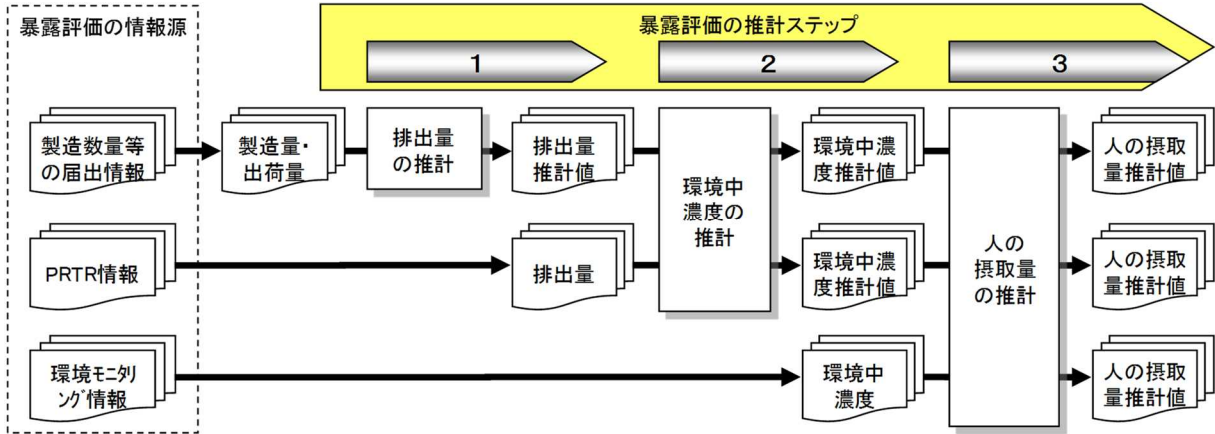 暴露評価の情報源
暴露評価の推計ステップ
1
2
3
製造数量等
の届出情報
製造量・
出荷量
排出量
の推計
排出量
推計値
環境中
濃度の
推計
環境中濃
度推計値
人の
摂取量
の推計
人の摂取
量推計値
PRTR情報
排出量
環境中濃
度推計値
人の摂取
量推計値
環境ﾓﾆﾀﾘ
ﾝｸﾞ情報
環境中
濃度
人の摂取
量推計値